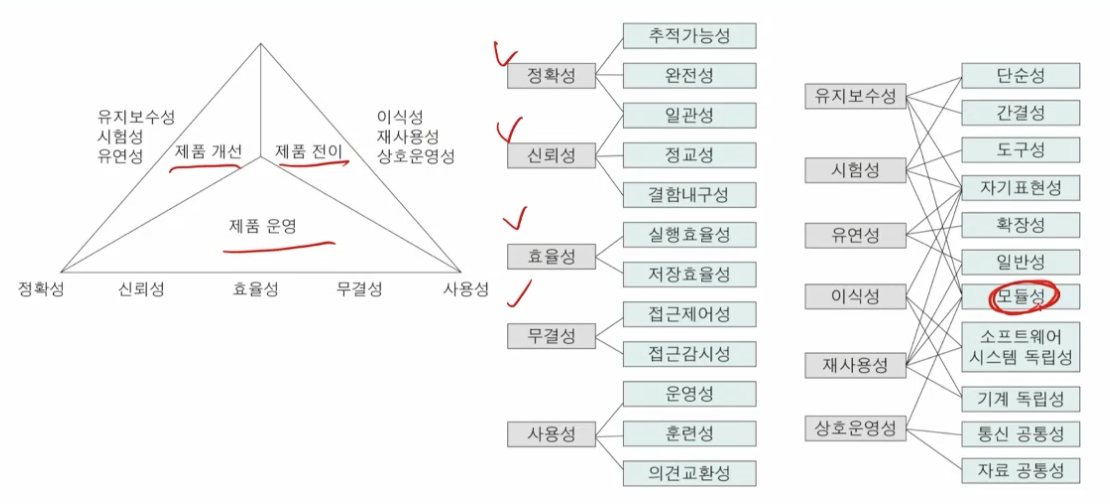 유지보수성
시험성
유연성
제품 개선
제품 전이
이식성
재사용성
상호운영성
제품 운영
정확성
신뢰성
효율성
무결성
사용성
정확성
신뢰성
효율성
무결성
사용성
추적가능성
완전성
일관성
정교성
결함내구성
실행효율성
저장효율성
접근제어성
접근감시성
운영성
훈련성
의견교환성
유지보수성
시험성
유연성
이식성
재사용성
상호운영성
단순성
간결성
도구성
자기표현성
확장성
일반성
모듈성
소프트웨어
시스템 독립성
기계 독립성
통신 공통성
자료 공통성